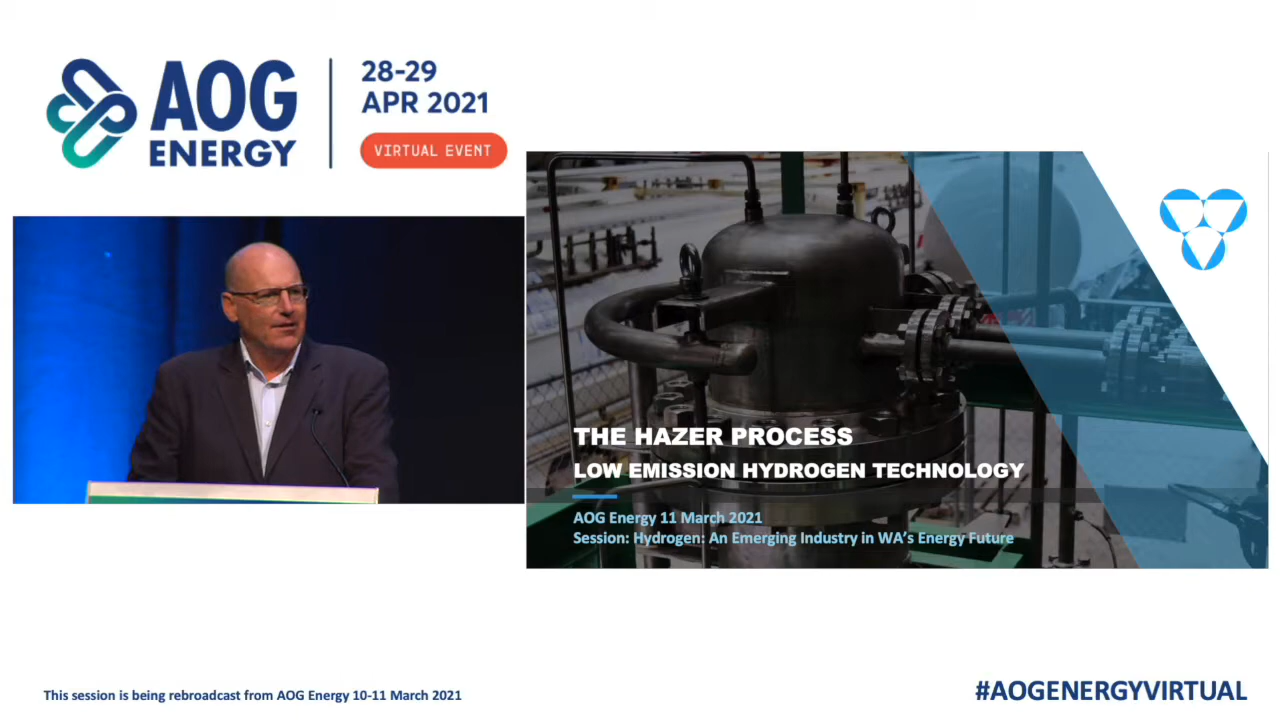 AOG
ENERGY
28-29
APR 2021
VIRTUAL EVENT
THE HAZER PROCESS
LOW EMISSION HYDROGEN TECHNOLOGY
AOG Energy 11 March 2021
Session: Hydrogen: An Emerging Industry in WA's Energy Future
This session is being rebroadcast from AOG Energy 10-11 March 2021
#AOGENERGYVIRTUAL